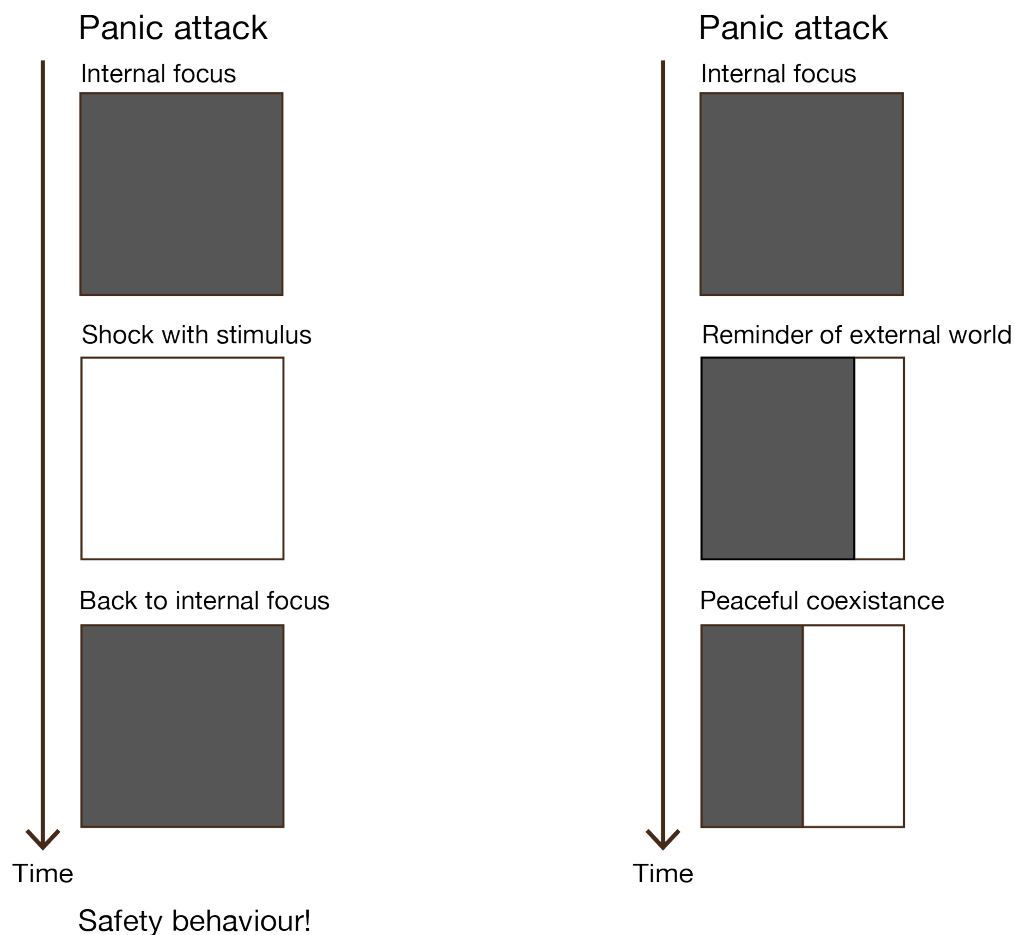 Panic attack
Internal focus
Shock with stimulus
Back to internal focus
Time
Safety behaviour!
Panic attack
Internal focus
Reminder of external world
Peaceful coexistance
Time